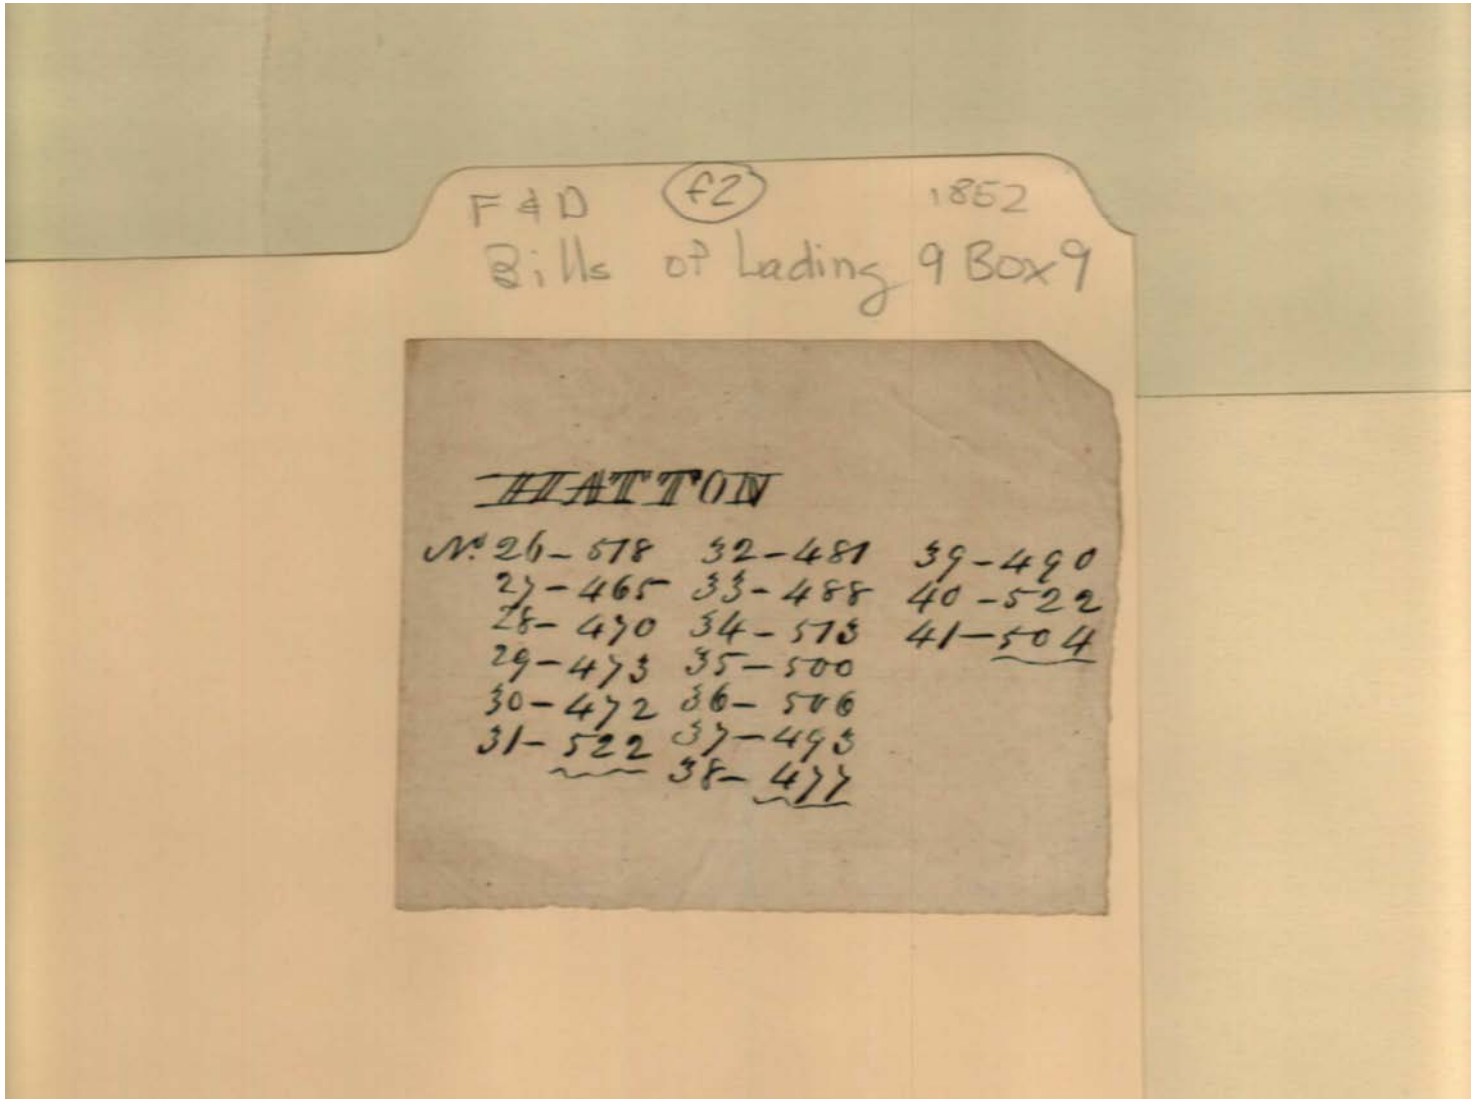 F & D f2 1852
Bills of Lading 9 Box 9
HATTON
No. 26-518 32-481 39-490
27-465 33-488 40-522
28-470 34-513 41-504
29-473 35-500
30-472 36-506
31-522 37-493
38-477